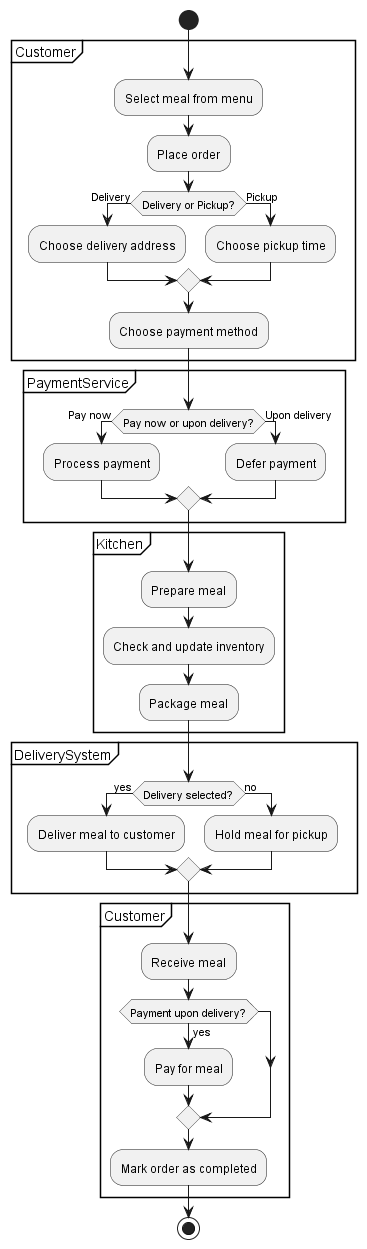 Customer
Select meal from menu
Place order
Delivery
Delivery or Pickup?
Pickup
Choose delivery address
Choose pickup time
Choose payment method
PaymentService
Pay now
Pay now or upon delivery?
Upon delivery
Process payment
Defer payment
Kitchen
Prepare meal
Check and update inventory
Package meal
DeliverySystem
yes
Delivery selected?
no
Deliver meal to customer
Hold meal for pickup
Customer
Receive meal
Payment upon delivery?
yes
Pay for meal
Mark order as completed